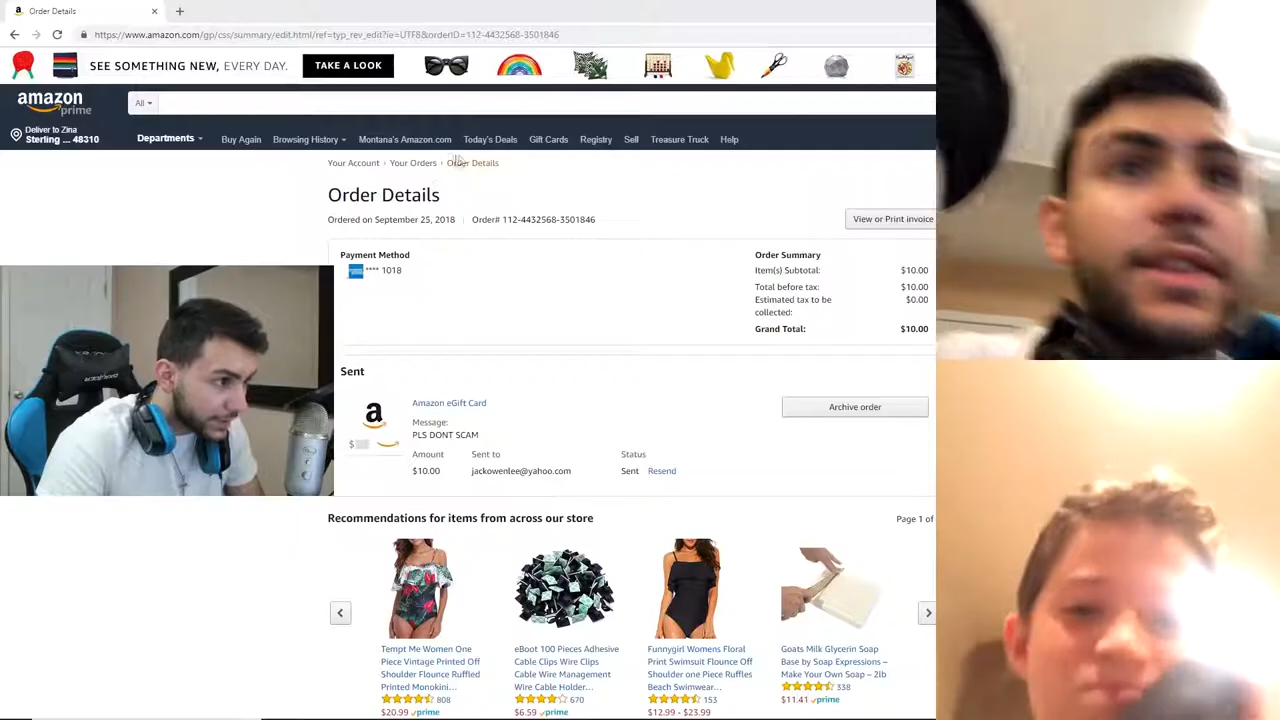 Order Details
https://www.amazon.com/gp/css/summary/edit.html/ref=typ_rev_edit?ie=UTF8&orderID=112-4432568-3501846
SEE SOMETHING NEW, EVERY DAY.
TAKE A LOOK
amazon
prime
All
Deliver to Zina
Sterling ... 48310
Departments
Buy Again
Browsing History
Montana's Amazon.com
Today's Deals
Gift Cards
Registry
Sell
Treasure Truck
Help
Your Account › Your Orders › Order Details
Order Details
Ordered on September 25, 2018 | Order# 112-4432568-3501846
View or Print invoice
Payment Method
**** 1018
Order Summary
Item(s) Subtotal: $10.00
Total before tax: $10.00
Estimated tax to be $0.00
collected:
Grand Total: $10.00
Sent
a
$
Amazon eGift Card
Message:
PLS DONT SCAM
Amount Sent to Status
$10.00 jackowenlee@yahoo.com Sent Resend
Archive order
Recommendations for items from across our store
Page 1 of
Tempt Me Women One
Piece Vintage Printed Off
Shoulder Flounce Ruffled
Printed Monokini...
808
$20.99 prime
eBoot 100 Pieces Adhesive
Cable Clips Wire Clips
Cable Wire Management
Wire Cable Holder...
670
$6.59 prime
Funnygirl Womens Floral
Print Swimsuit Flounce Off
Shoulder one Piece Ruffles
Beach Swimwear...
153
$12.99 - $23.99
Goats Milk Glycerin Soap
Base by Soap Expressions –
Make Your Own Soap – 2lb
338
$11.41 prime